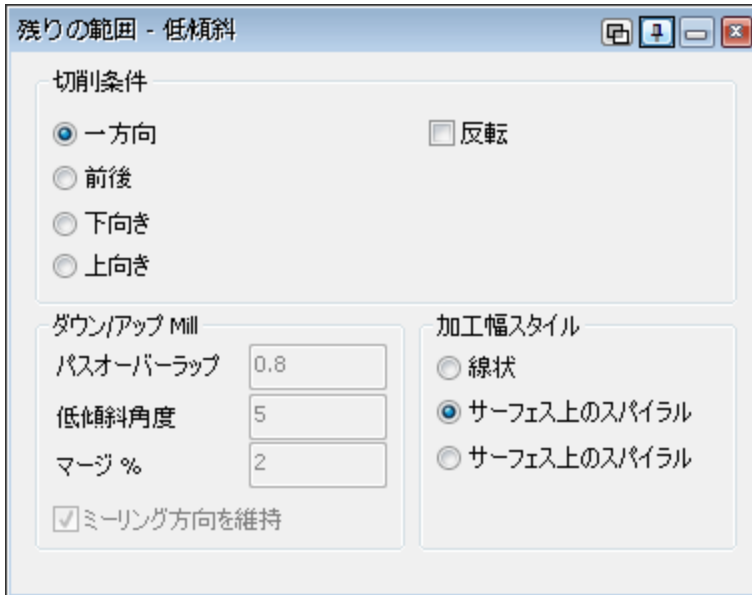 残りの範囲 - 低傾斜
切削条件
一方向
反転
前後
下向き
上向き
ダウン/アップ Mill
パスオーバーラップ 0.8
低傾斜角度 5
マージ % 2
ミーリング方向を維持
加工幅スタイル
線状
サーフェス上のスパイラル
サーフェス上のスパイラル